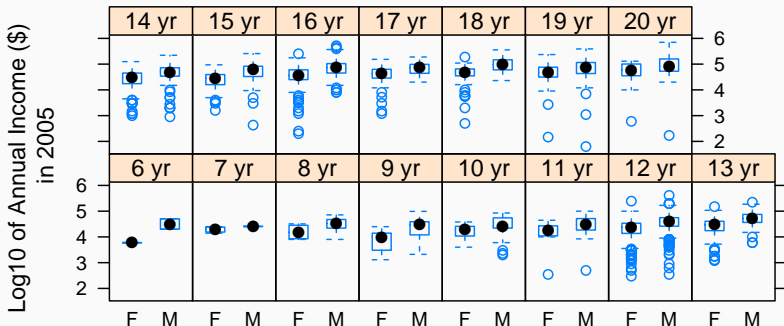 Log10 of Annual Income ($)
in 2005
14 yr 15 yr 16 yr 17 yr 18 yr 19 yr 20 yr
6
5
4
3
2
6 yr 7 yr 8 yr 9 yr 10 yr 11 yr 12 yr 13 yr
6
5
4
3
2
F M F M F M F M F M F M F M F M